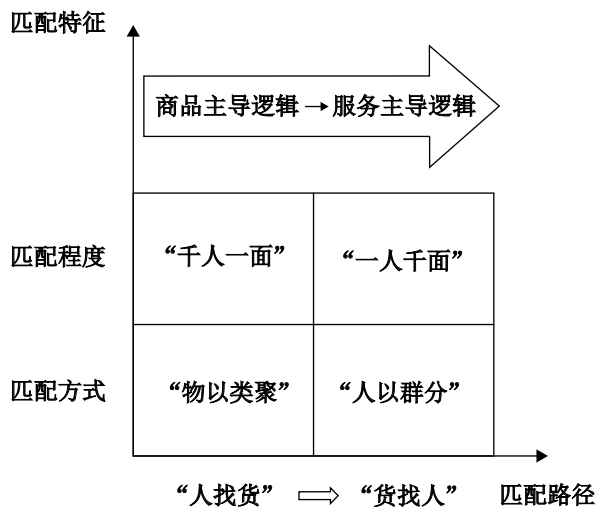 匹配特征
商品主导逻辑→服务主导逻辑
匹配程度
“千人一面”
“一人千面”
匹配方式
“物以类聚”
“人以群分”
“人找货”
“货找人”
匹配路径